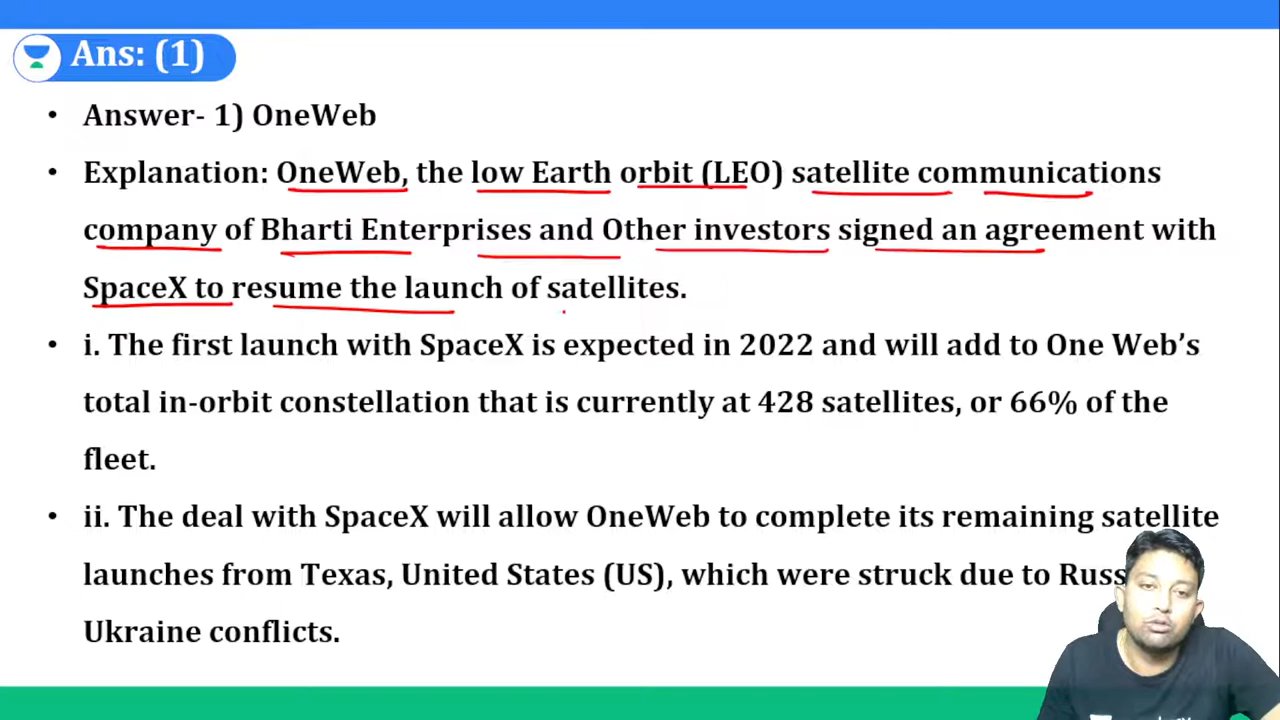 Ans: (1)
• Answer- 1) OneWeb
• Explanation: OneWeb, the low Earth orbit (LEO) satellite communications
company of Bharti Enterprises and Other investors signed an agreement with
SpaceX to resume the launch of satellites.
• i. The first launch with SpaceX is expected in 2022 and will add to One Web’s
total in-orbit constellation that is currently at 428 satellites, or 66% of the
fleet.
• ii. The deal with SpaceX will allow OneWeb to complete its remaining satellite
launches from Texas, United States (US), which were struck due to Russ
Ukraine conflicts.